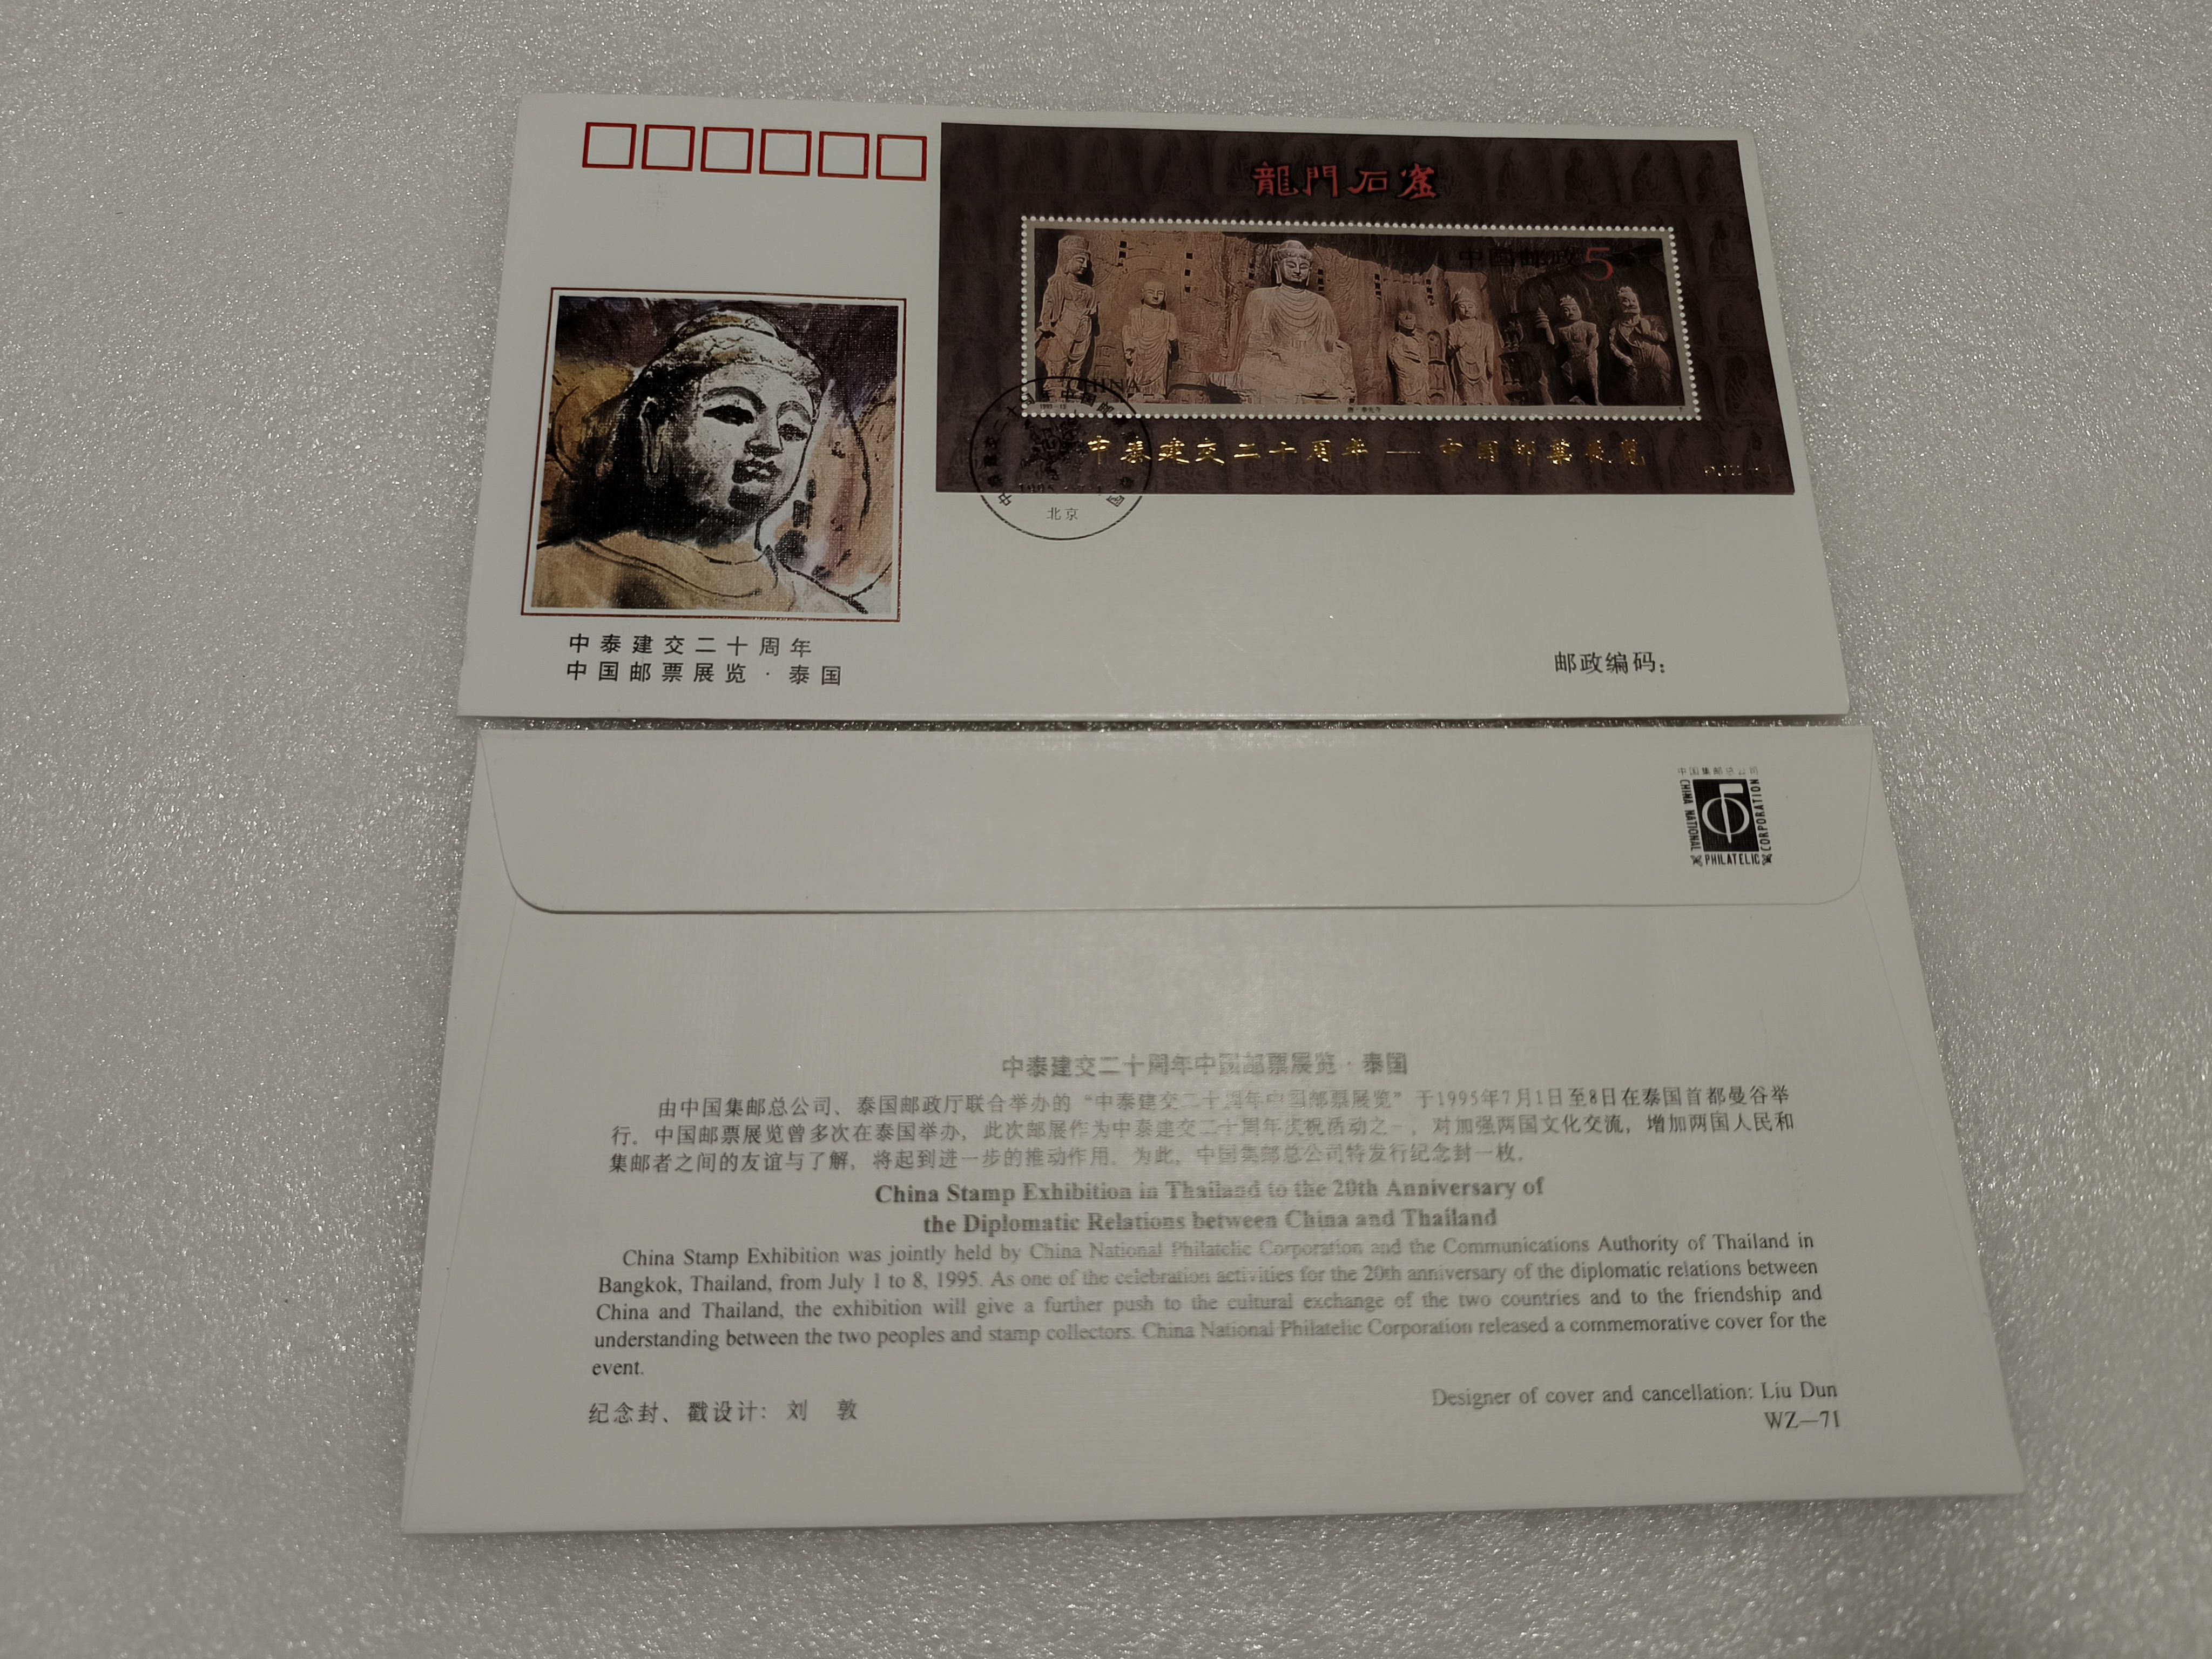 龍門石窟
中国邮政 5
中泰建交二十周年 — 中国邮票展览
北京
中泰建交二十周年
中国邮票展览·泰国
邮政编码：
中国集邮总公司
CHINA NATIONAL PHILATELIC CORPORATION
中泰建交二十周年中国邮票展览·泰国
由中国集邮总公司、泰国邮政厅联合举办的“中泰建交二十周年中国邮票展览”于1995年7月1日至8日在泰国首都曼谷举
行。中国邮票展览曾多次在泰国举办，此次邮展作为中泰建交二十周年庆祝活动之一，对加强两国文化交流，增加两国人民和
集邮者之间的友谊与了解，将起到进一步的推动作用。为此，中国集邮总公司特发行纪念封一枚。
China Stamp Exhibition in Thailand to the 20th Anniversary of
the Diplomatic Relations between China and Thailand
China Stamp Exhibition was jointly held by China National Philatelic Corporation and the Communications Authority of Thailand in
Bangkok, Thailand, from July 1 to 8, 1995. As one of the celebration activities for the 20th anniversary of the diplomatic relations between
China and Thailand, the exhibition will give a further push to the cultural exchange of the two countries and to the friendship and
understanding between the two peoples and stamp collectors. China National Philatelic Corporation released a commemorative cover for the
event.
纪念封、戳设计：刘 敦
Designer of cover and cancellation: Liu Dun
WZ—71